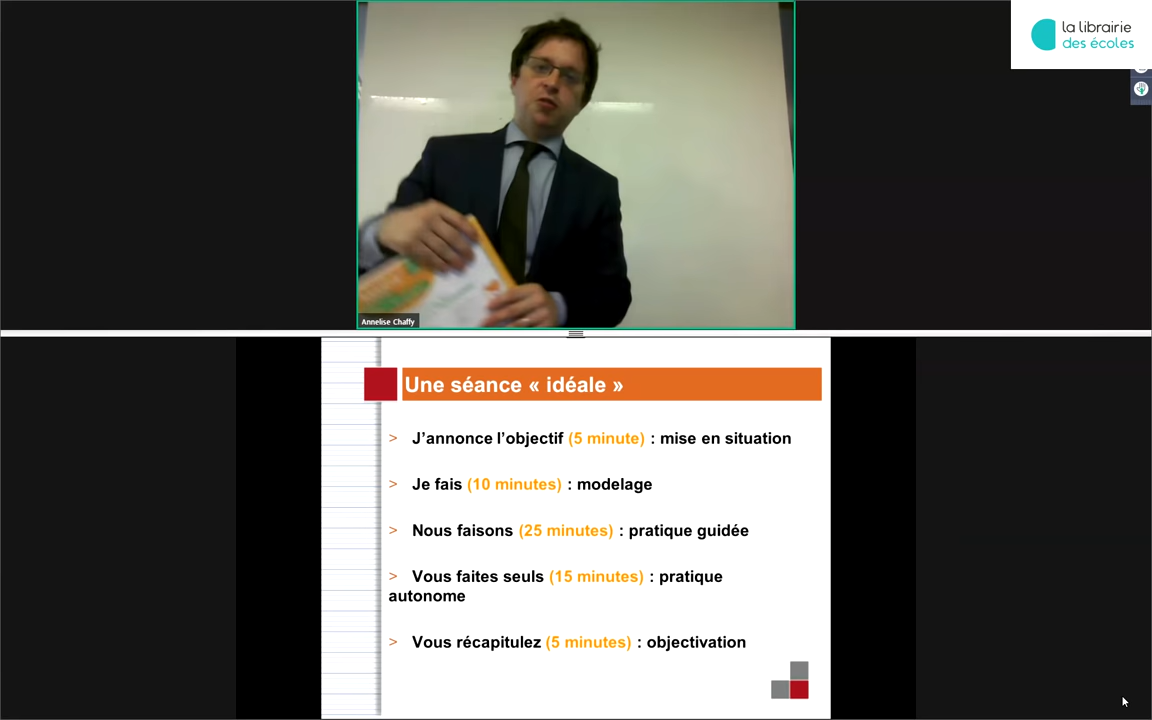 la librairie
des écoles
Annelise Chaffy
Une séance « idéale »
> J’annonce l’objectif (5 minute) : mise en situation
> Je fais (10 minutes) : modelage
> Nous faisons (25 minutes) : pratique guidée
> Vous faites seuls (15 minutes) : pratique
autonome
> Vous récapitulez (5 minutes) : objectivation